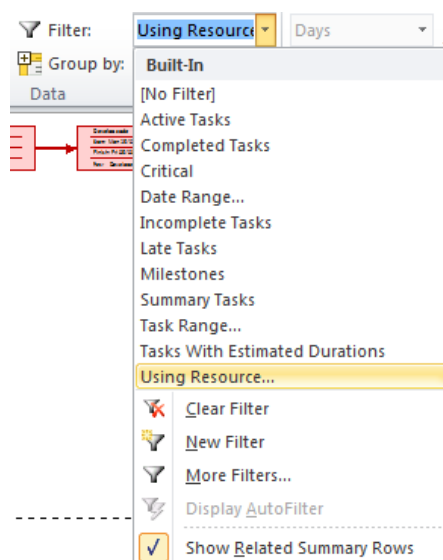 Filter: Using Resource Days
Group by: Built-In
Data [No Filter]
Active Tasks
Completed Tasks
Critical
Date Range...
Incomplete Tasks
Late Tasks
Milestones
Summary Tasks
Task Range...
Tasks With Estimated Durations
Using Resource...
Clear Filter
New Filter
More Filters...
Display AutoFilter
Show Related Summary Rows